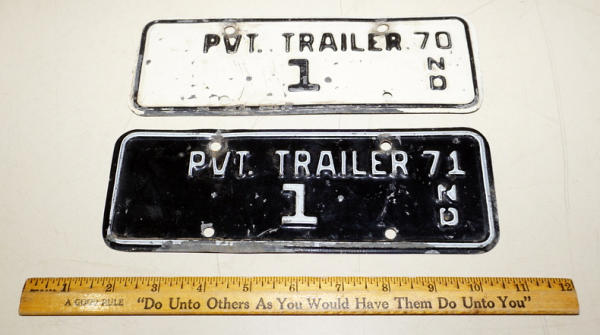 PVT. TRAILER 70
1
ND
PVT. TRAILER 71
1
ND
1 2 3 4 5 6 7 8 9 10 11 12
A GOOD RULE "Do Unto Others As You Would Have Them Do Unto You"